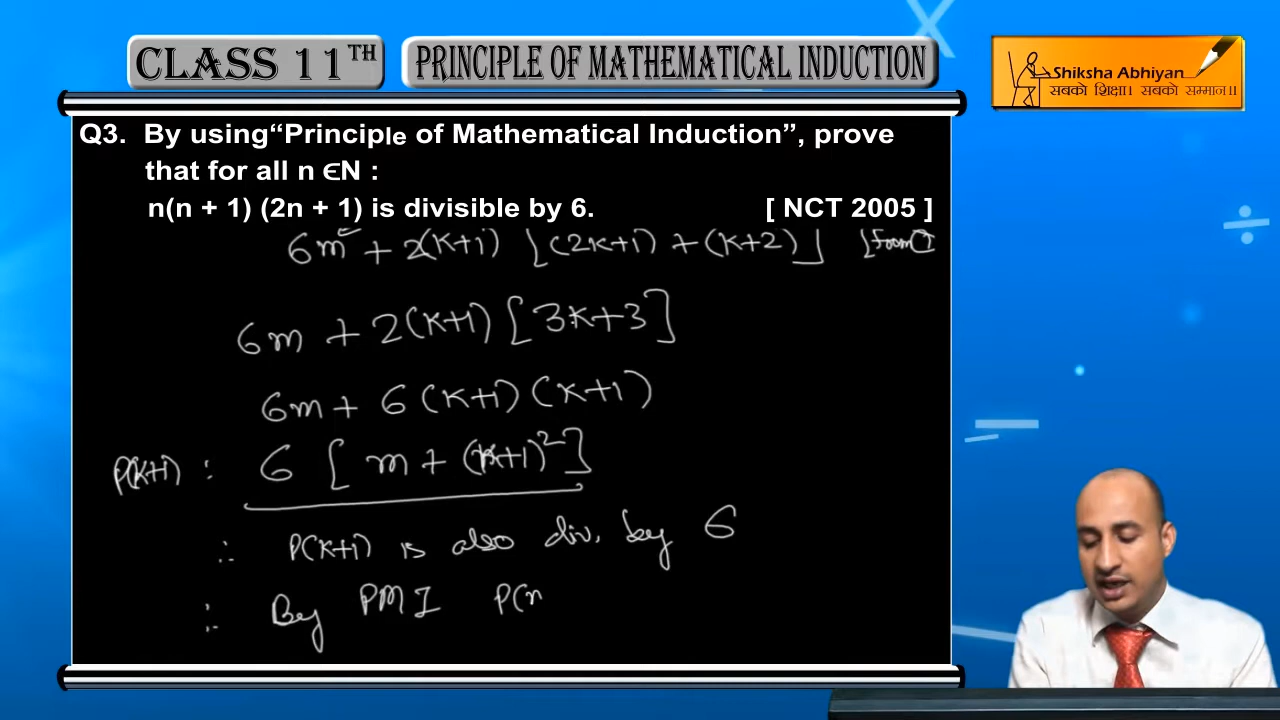 CLASS 11TH
PRINCIPLE OF MATHEMATICAL INDUCTION
Shiksha Abhiyan
सबको शिक्षा। सबको सम्मान।।
Q3. By using“Principle of Mathematical Induction”, prove
that for all n ∈N :
n(n + 1) (2n + 1) is divisible by 6. [ NCT 2005 ]
6m + 2(k+1) [(2k+1) + (k+2)] [from
6m + 2(k+1) [3k+3]
6m + 6 (k+1) (k+1)
P(k+1) : 6 [ m + (k+1)²]
∴ P(k+1) is also div. by 6
∴ By PMI P(n